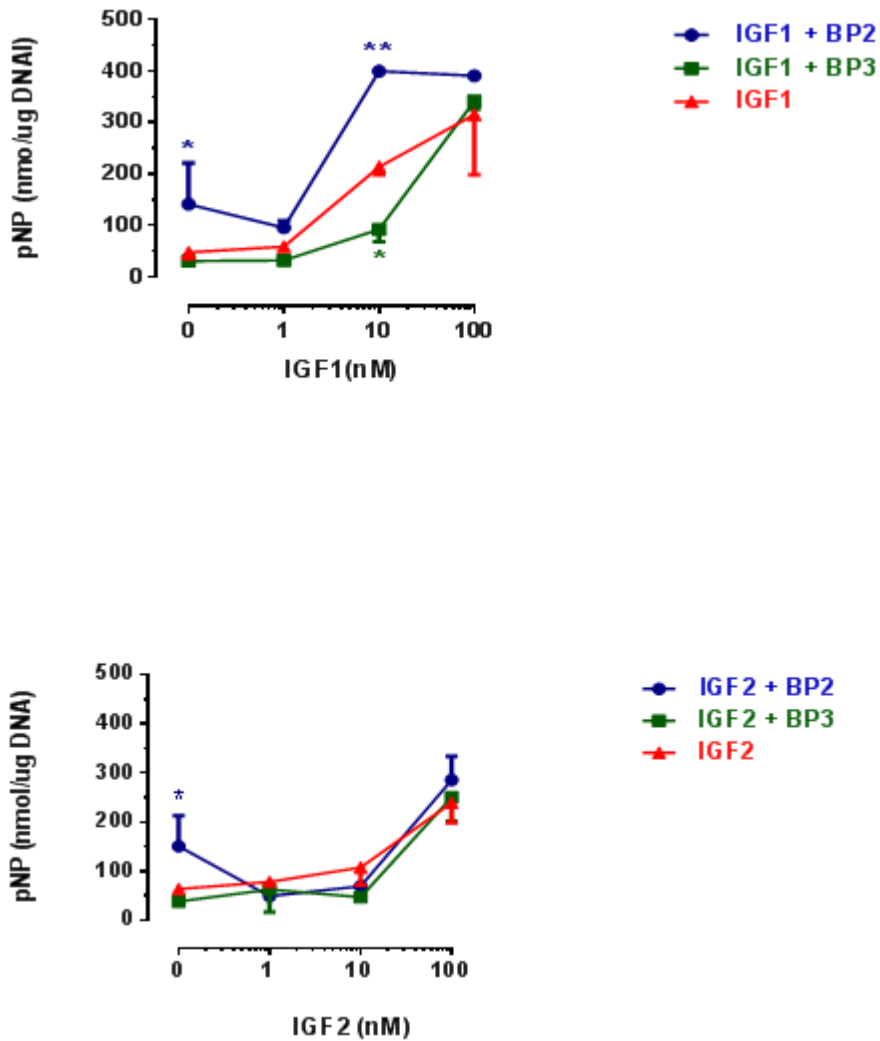 500
400
300
200
100
0
pNP (nmo/ug DNAl)
*
**
*
0 1 10 100
IGF1(nM)
IGF1 + BP2
IGF1 + BP3
IGF1
500
400
300
200
100
0
pNP (nmol/ug DNA)
*
0 1 10 100
IGF2 (nM)
IGF2 + BP2
IGF2 + BP3
IGF2